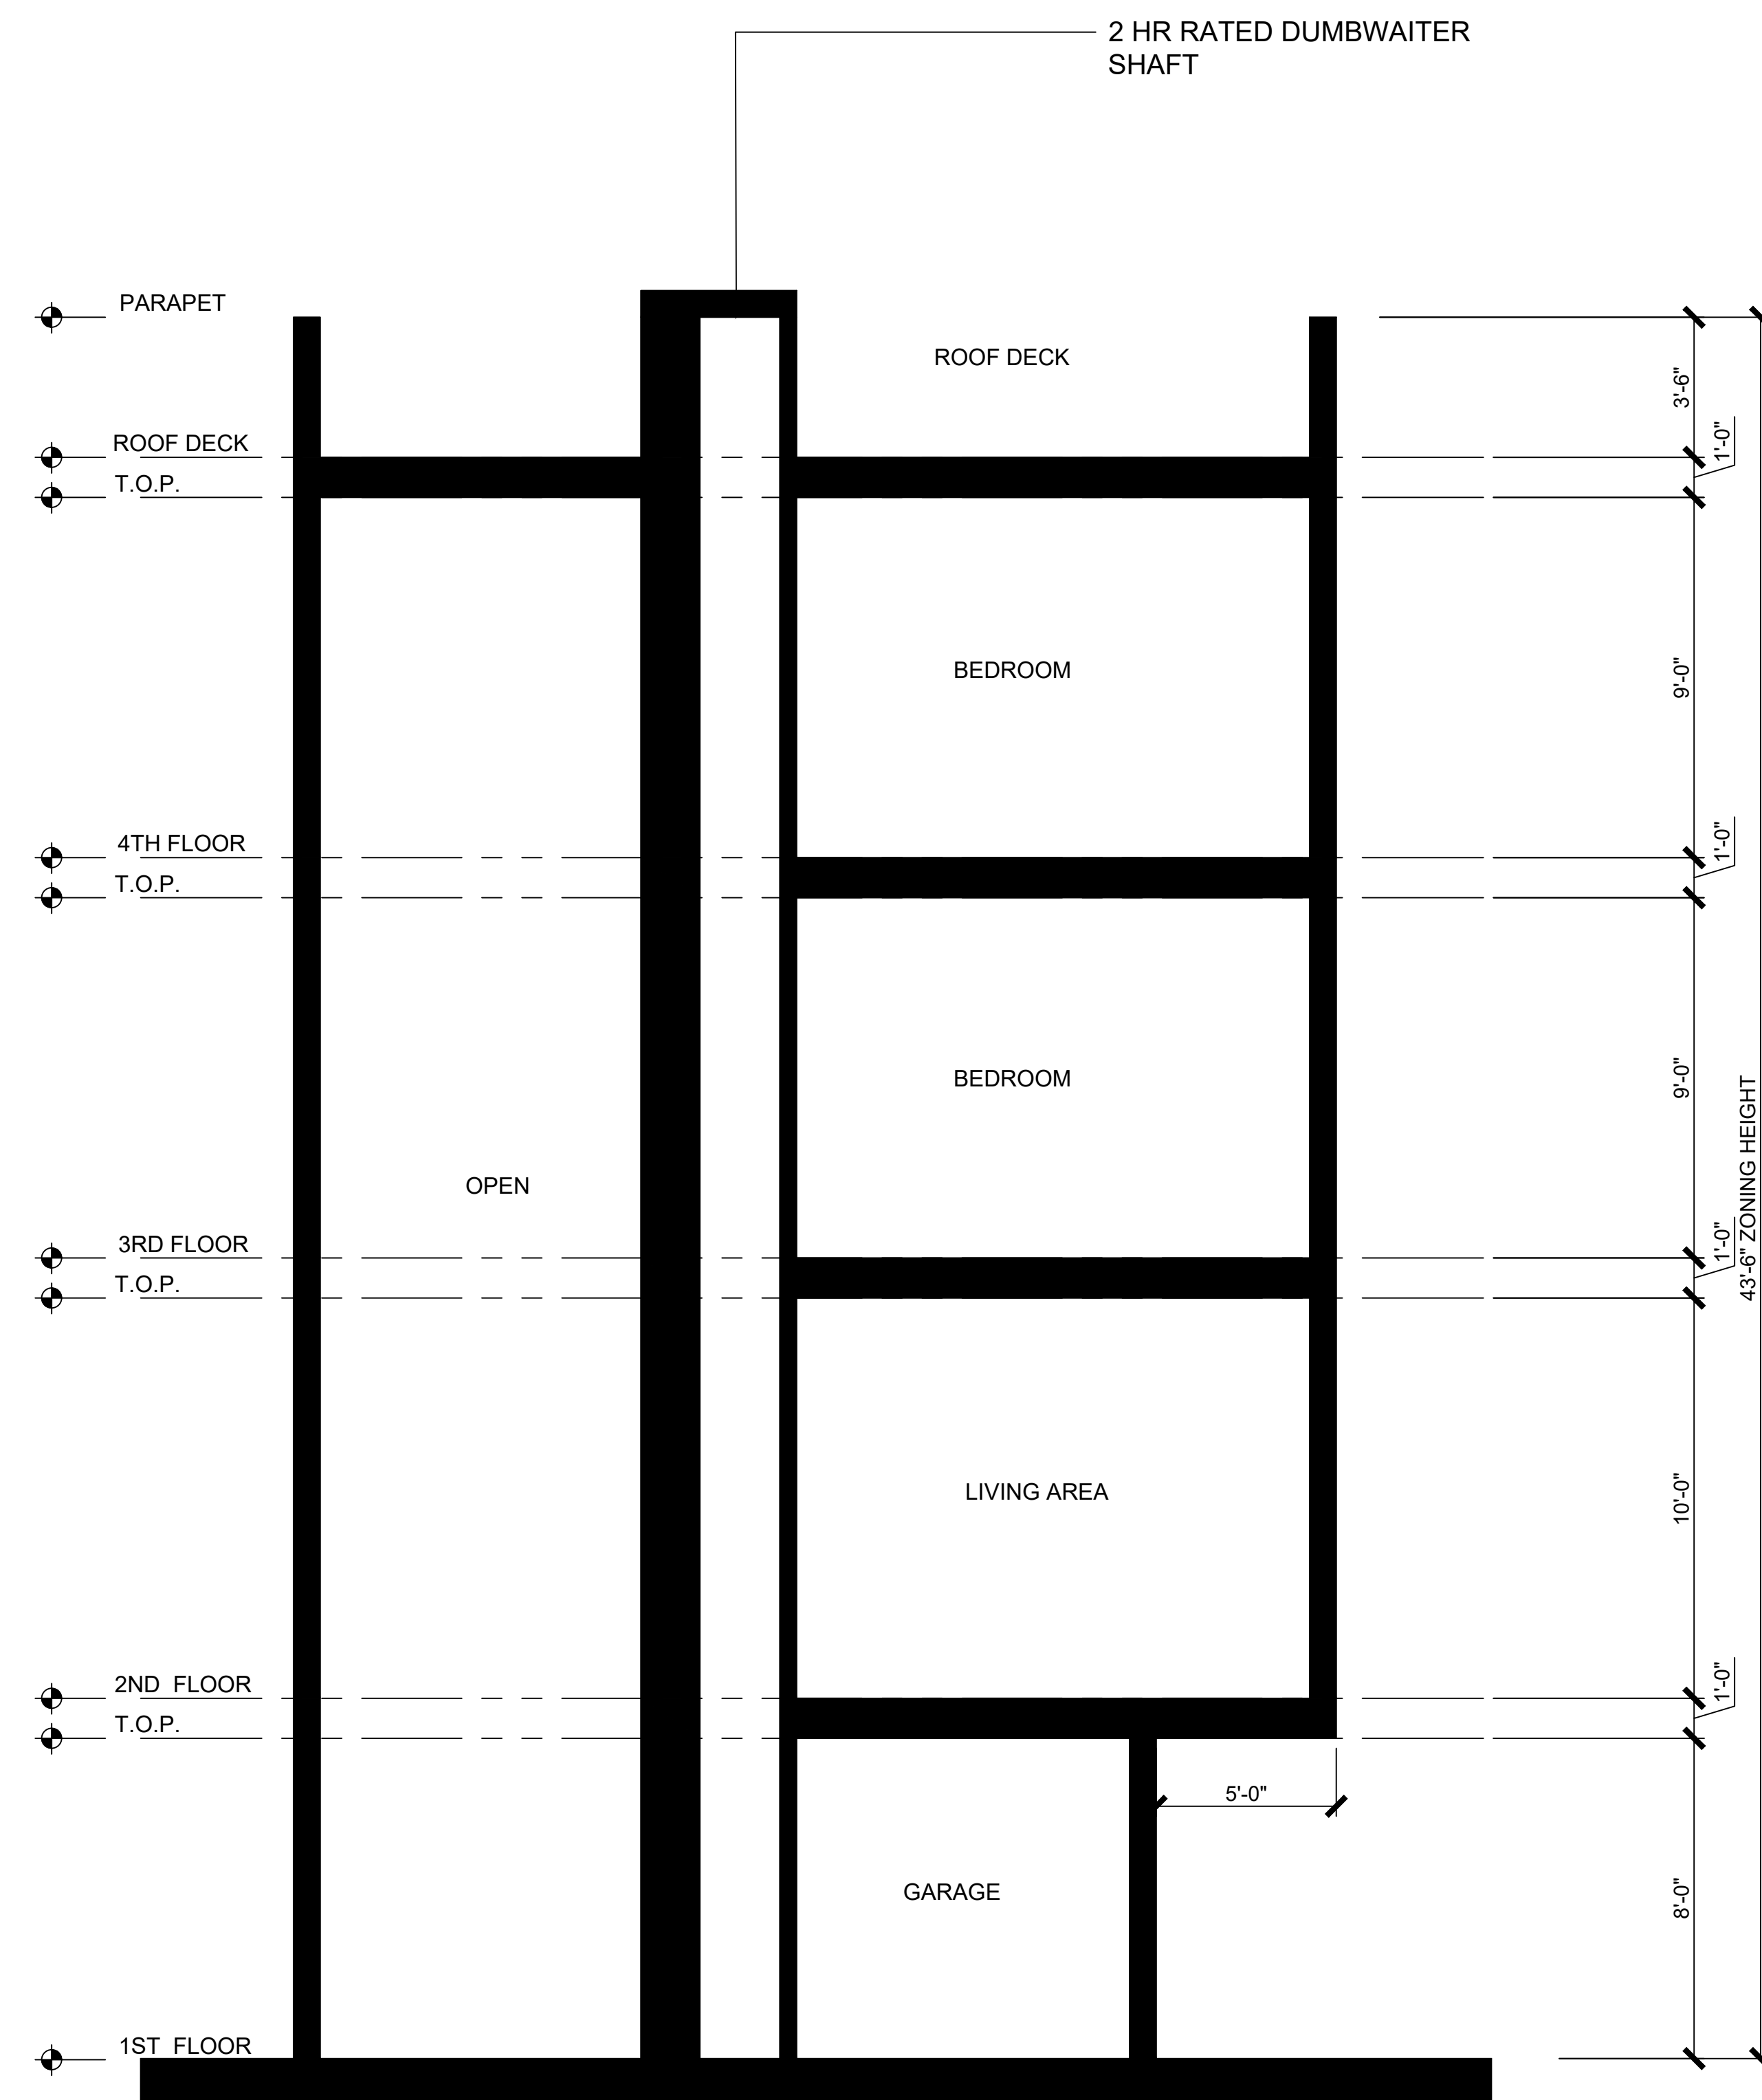 2 HR RATED DUMBWAITER
SHAFT
PARAPET
ROOF DECK
3'-6"
ROOF DECK
1'-0"
T.O.P.
BEDROOM
9'-0"
4TH FLOOR
1'-0"
T.O.P.
BEDROOM
9'-0"
43'-6" ZONING HEIGHT
OPEN
3RD FLOOR
1'-0"
T.O.P.
LIVING AREA
10'-0"
2ND  FLOOR
1'-0"
T.O.P.
5'-0"
GARAGE
8'-0"
1ST  FLOOR